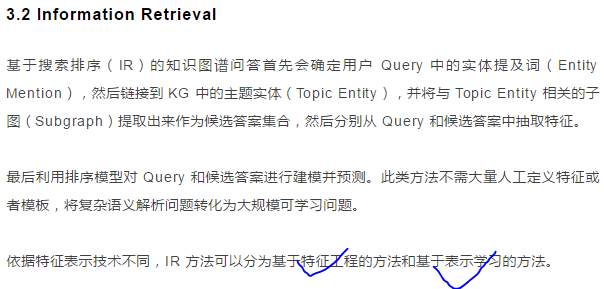 3.2 Information Retrieval
基于搜索排序（IR）的知识图谱问答首先会确定用户 Query 中的实体提及词（Entity
Mention），然后链接到 KG 中的主题实体（Topic Entity），并将与 Topic Entity 相关的子
图（Subgraph）提取出来作为候选答案集合，然后分别从 Query 和候选答案中抽取特征。
最后利用排序模型对 Query 和候选答案进行建模并预测。此类方法不需大量人工定义特征或
者模板，将复杂语义解析问题转化为大规模可学习问题。
依据特征表示技术不同，IR 方法可以分为基于特征工程的方法和基于表示学习的方法。